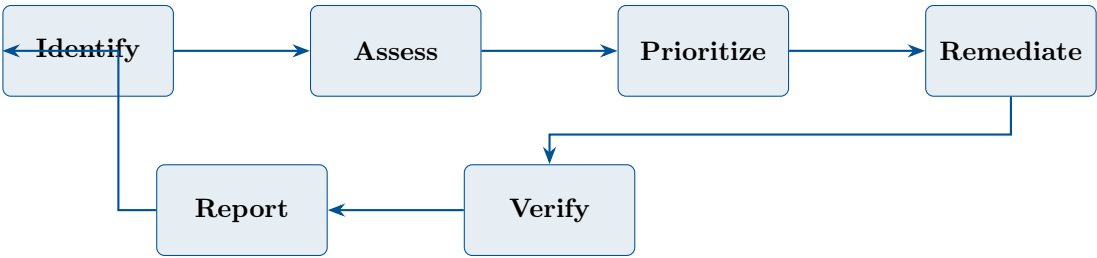 Identify
Assess
Prioritize
Remediate
Report
Verify